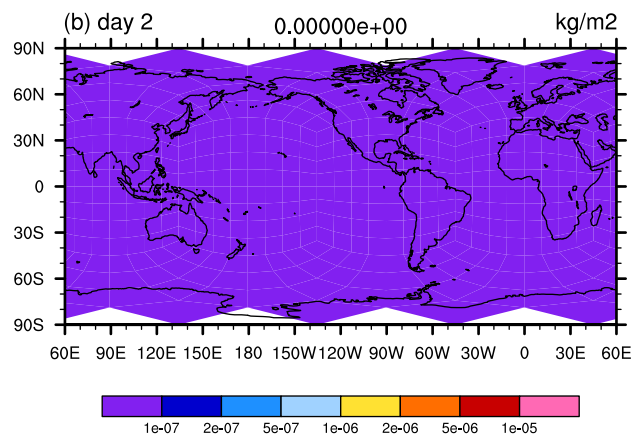 (b) day 2 0.00000e+00 kg/m2
90N
60N
30N
0
30S
60S
90S
60E 90E 120E 150E 180 150W 120W 90W 60W 30W 0 30E 60E
1e-07 2e-07 5e-07 1e-06 2e-06 5e-06 1e-05